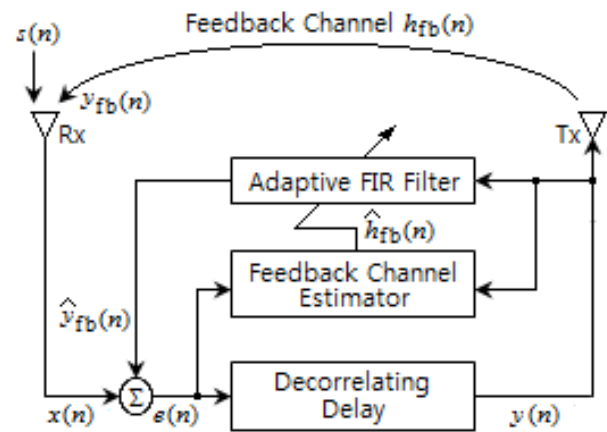 Feedback Channel h_fb(n)
s(n)
y_fb(n)
Rx
Tx
Adaptive FIR Filter
ĥ_fb(n)
Feedback Channel
Estimator
ŷ_fb(n)
Σ
Decorrelating
Delay
x(n)
e(n)
y(n)